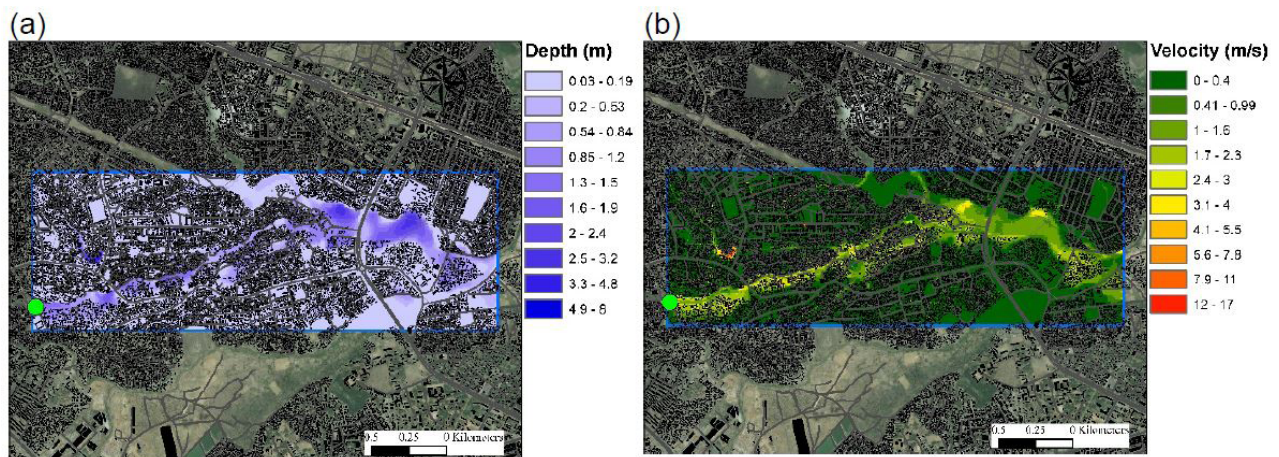 (a)
Depth (m)
0.03 - 0.19
0.2 - 0.53
0.54 - 0.84
0.85 - 1.2
1.3 - 1.5
1.6 - 1.9
2 - 2.4
2.5 - 3.2
3.3 - 4.8
4.9 - 8
0.5 0.25 0 Kilometers
(b)
Velocity (m/s)
0 - 0.4
0.41 - 0.99
1 - 1.6
1.7 - 2.3
2.4 - 3
3.1 - 4
4.1 - 5.5
5.6 - 7.8
7.9 - 11
12 - 17
0.5 0.25 0 Kilometers